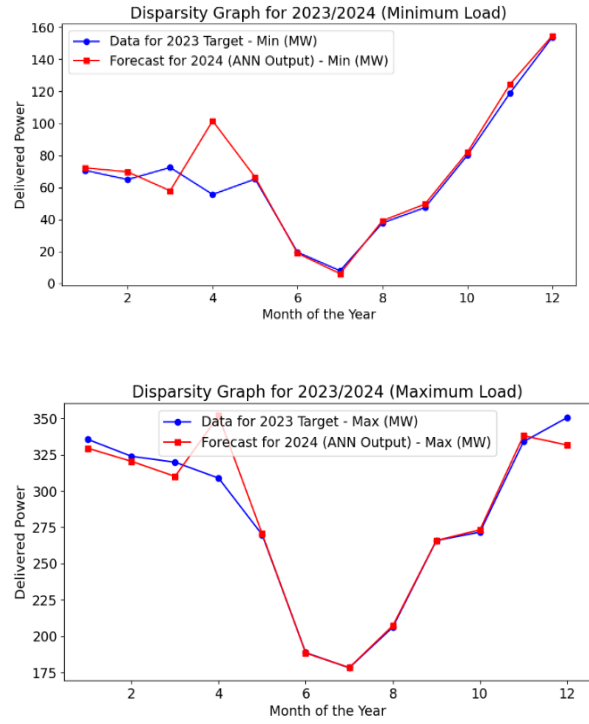 Disparity Graph for 2023/2024 (Minimum Load)
160
Data for 2023 Target - Min (MW)
Forecast for 2024 (ANN Output) - Min (MW)
140
120
100
80
60
40
20
0
Delivered Power
2
4
6
8
10
12
Month of the Year
Disparity Graph for 2023/2024 (Maximum Load)
350
Data for 2023 Target - Max (MW)
Forecast for 2024 (ANN Output) - Max (MW)
325
300
275
250
225
200
175
Delivered Power
2
4
6
8
10
12
Month of the Year